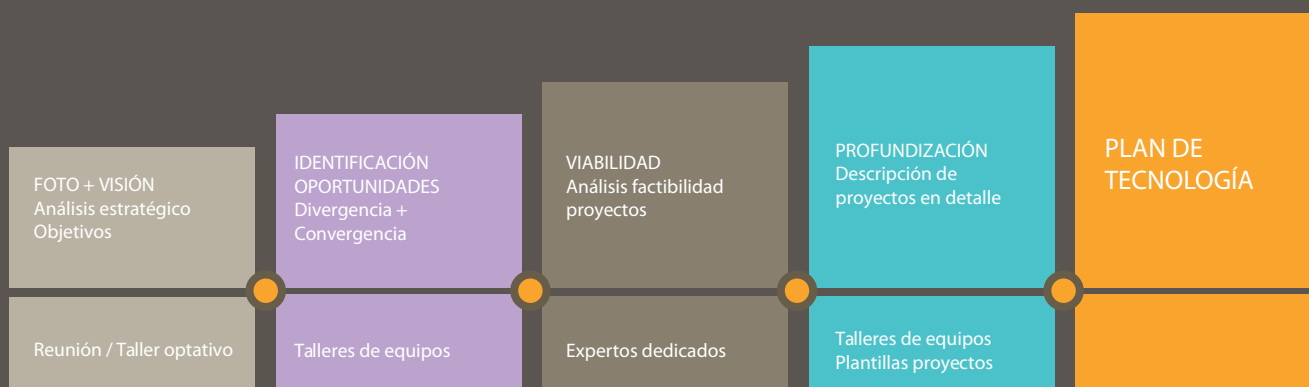 FOTO + VISIÓN
Análisis estratégico
Objetivos
Reunión / Taller optativo
IDENTIFICACIÓN
OPORTUNIDADES
Divergencia +
Convergencia
Talleres de equipos
VIABILIDAD
Análisis factibilidad
proyectos
Expertos dedicados
PROFUNDIZACIÓN
Descripción de
proyectos en detalle
Talleres de equipos
Plantillas proyectos
PLAN DE
TECNOLOGÍA